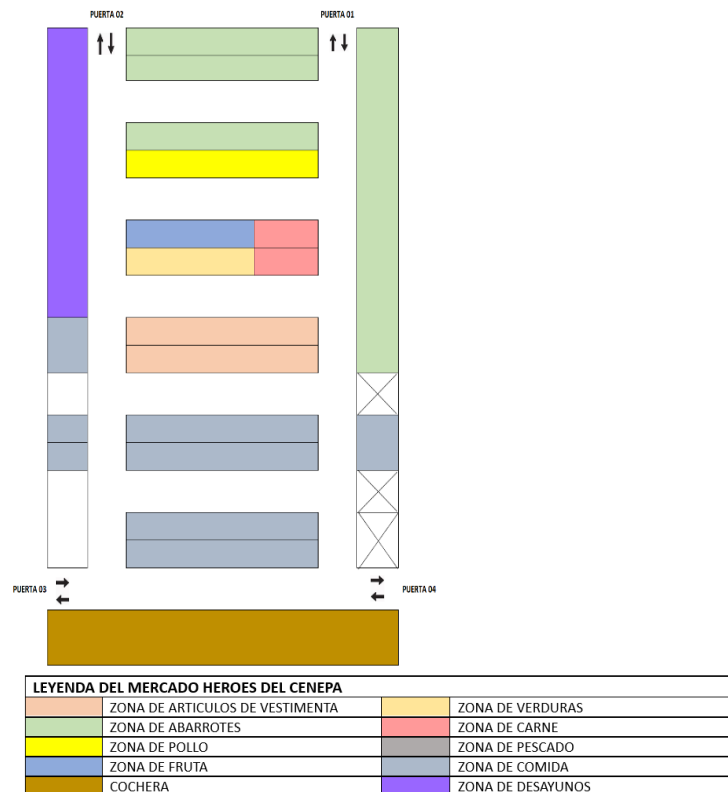 PUERTA 02
PUERTA 01
PUERTA 03
PUERTA 04
LEYENDA DEL MERCADO HEROES DEL CENEPA
ZONA DE ARTICULOS DE VESTIMENTA
ZONA DE VERDURAS
ZONA DE ABARROTES
ZONA DE CARNE
ZONA DE POLLO
ZONA DE PESCADO
ZONA DE FRUTA
ZONA DE COMIDA
COCHERA
ZONA DE DESAYUNOS